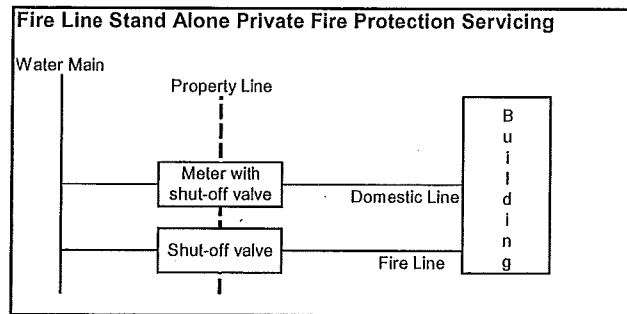 Fire Line Stand Alone Private Fire Protection Servicing
Water Main
Property Line
Meter with
shut-off valve
Domestic Line
Shut-off valve
Fire Line
B
u
i
l
d
i
n
g